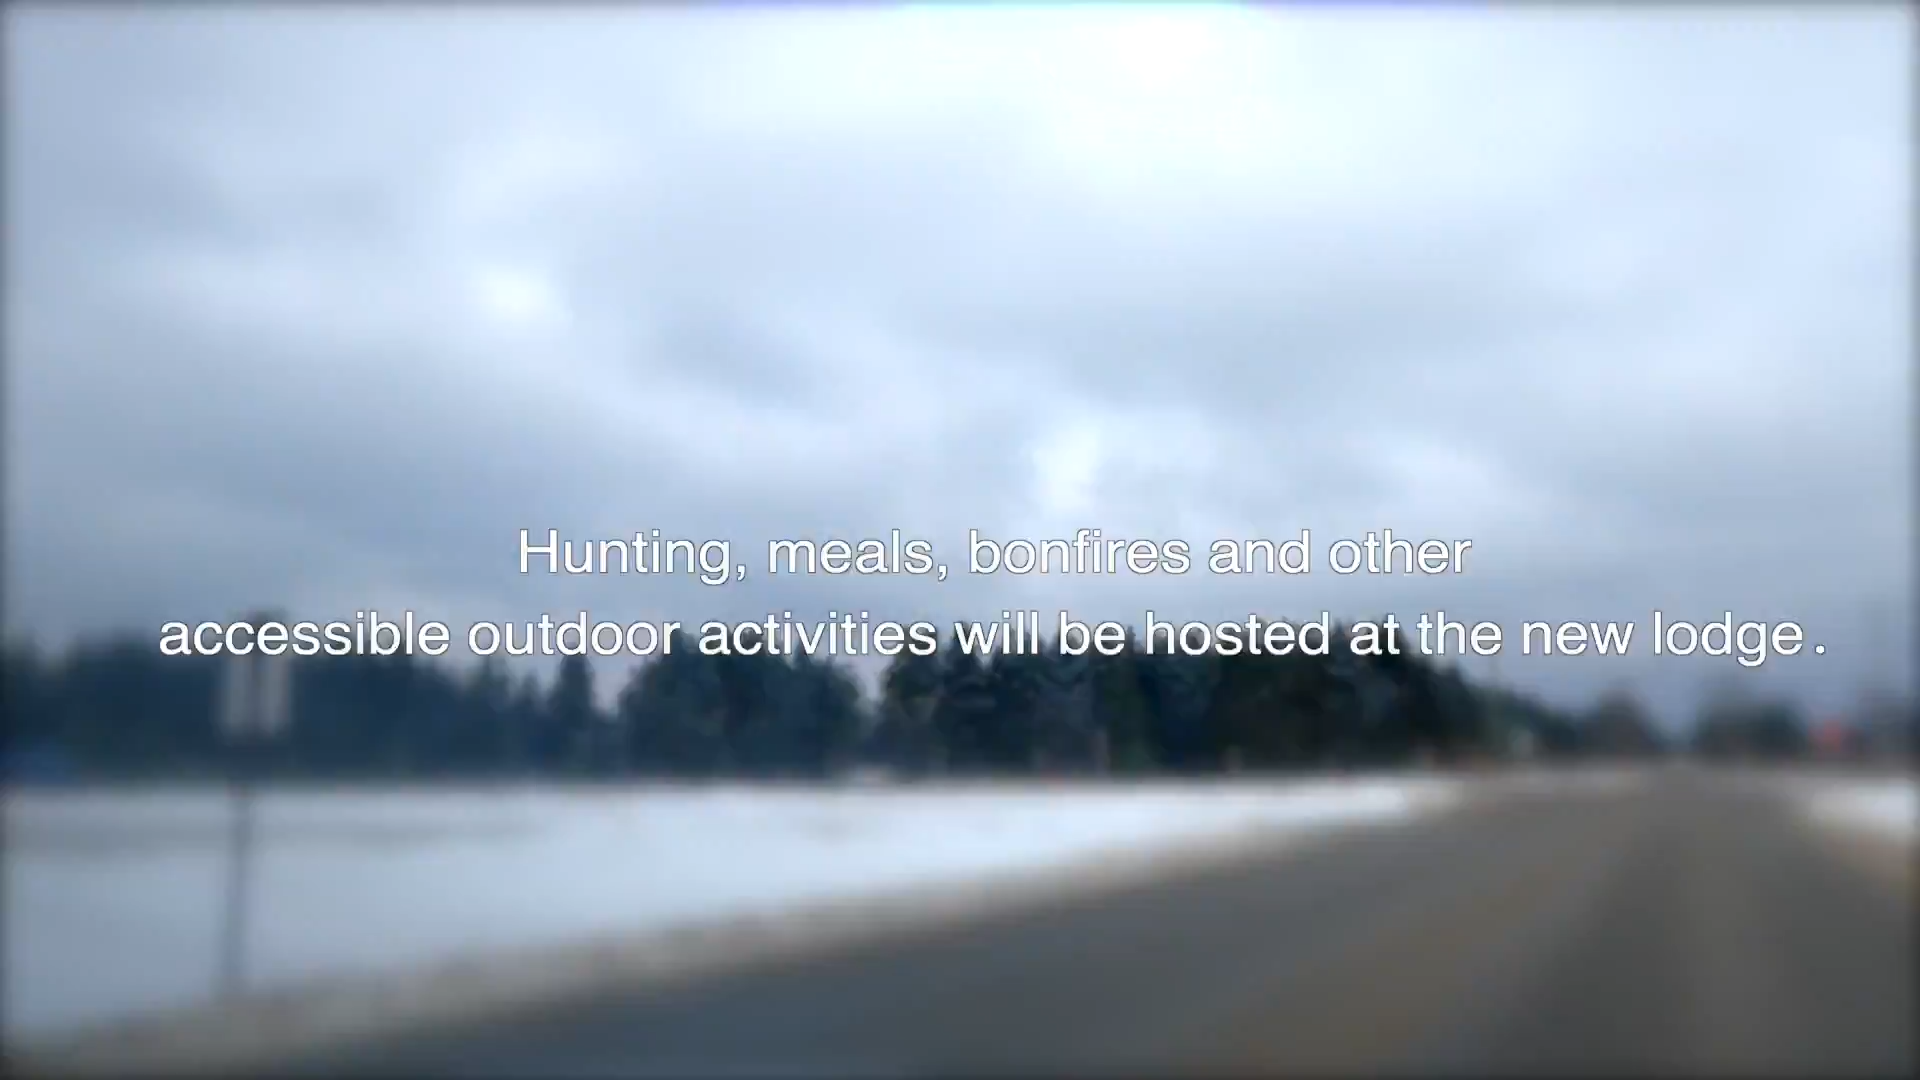 Hunting, meals, bonfires and other
accessible outdoor activities will be hosted at the new lodge.